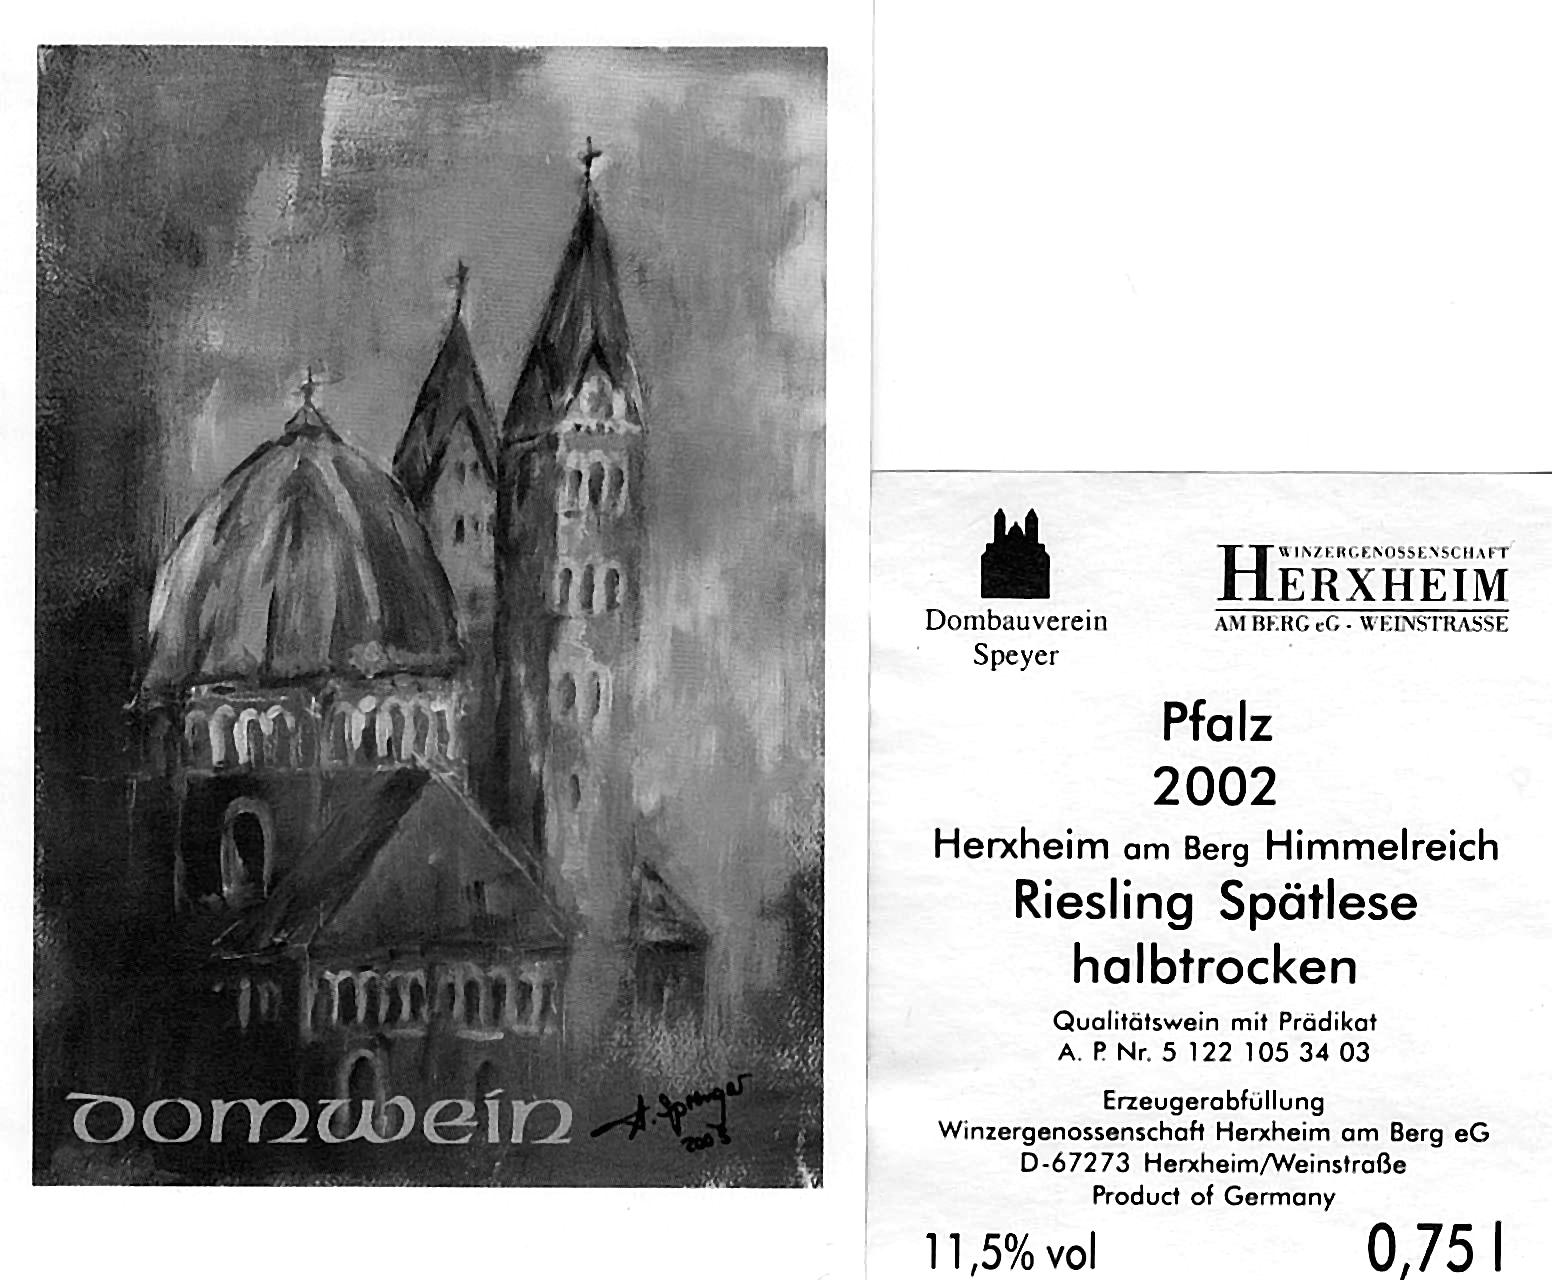 domwein
A. Sprenger
2003
Dombauverein
Speyer
WINZERGENOSSENSCHAFT
HERXHEIM
AM BERG eG - WEINSTRASSE
Pfalz
2002
Herxheim am Berg Himmelreich
Riesling Spätlese
halbtrocken
Qualitätswein mit Prädikat
A. P. Nr. 5 122 105 34 03
Erzeugerabfüllung
Winzergenossenschaft Herxheim am Berg eG
D-67273 Herxheim/Weinstraße
Product of Germany
11,5% vol
0,75 l